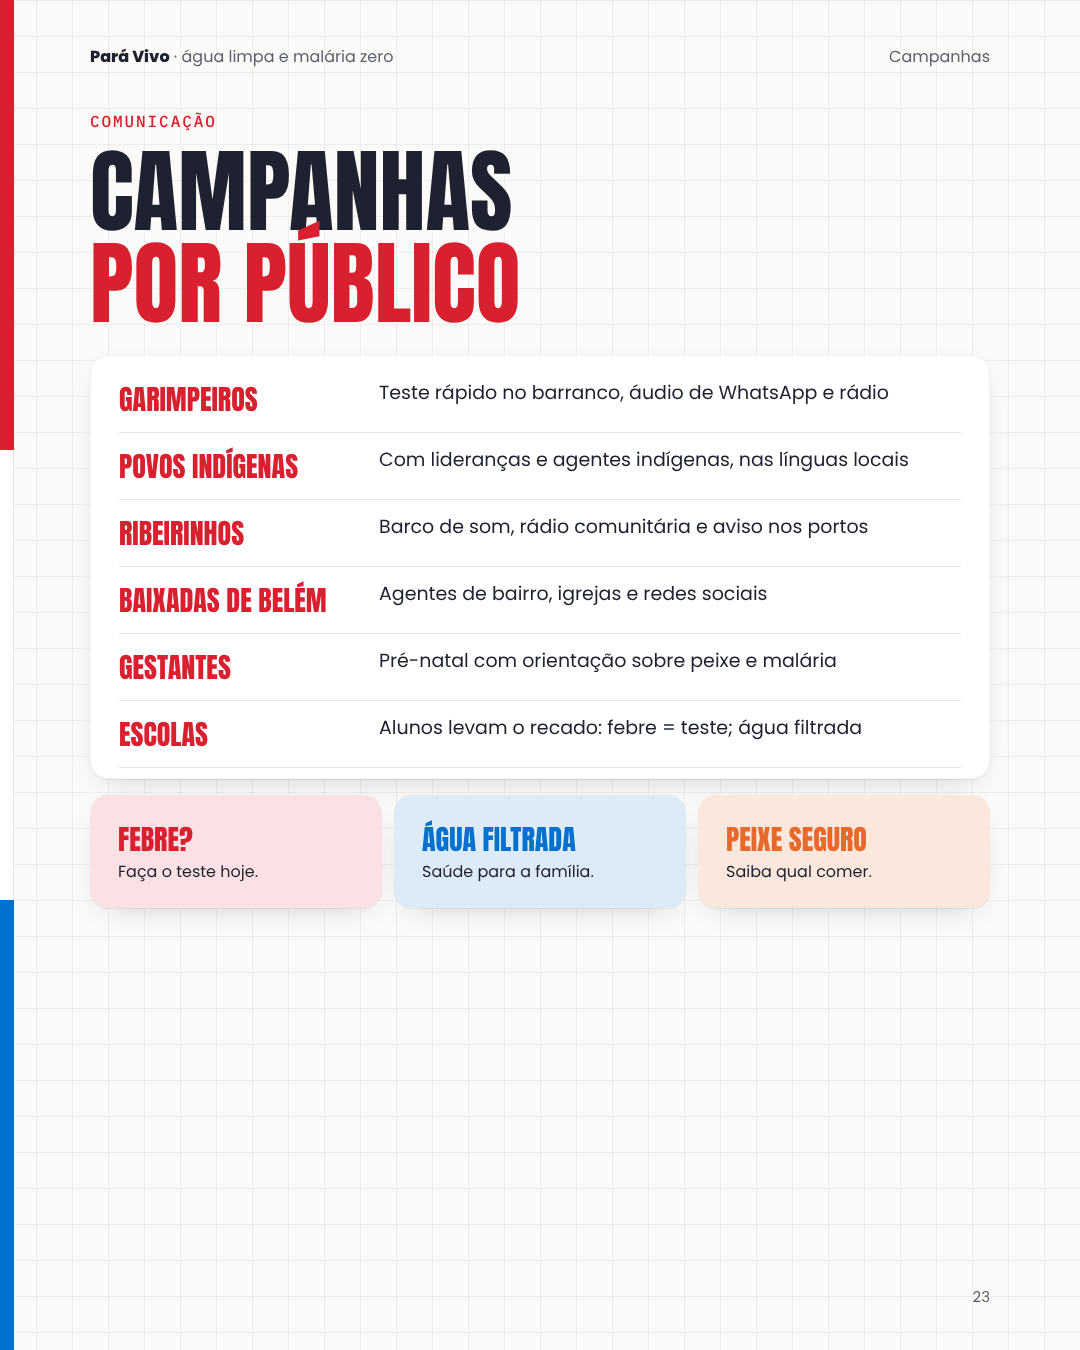 Pará Vivo · água limpa e malária zero
Campanhas
COMUNICAÇÃO
CAMPANHAS
POR PÚBLICO
GARIMPEIROS
Teste rápido no barranco, áudio de WhatsApp e rádio
POVOS INDÍGENAS
Com lideranças e agentes indígenas, nas línguas locais
RIBEIRINHOS
Barco de som, rádio comunitária e aviso nos portos
BAIXADAS DE BELÉM
Agentes de bairro, igrejas e redes sociais
GESTANTES
Pré-natal com orientação sobre peixe e malária
ESCOLAS
Alunos levam o recado: febre = teste; água filtrada
FEBRE?
Faça o teste hoje.
ÁGUA FILTRADA
Saúde para a família.
PEIXE SEGURO
Saiba qual comer.
23